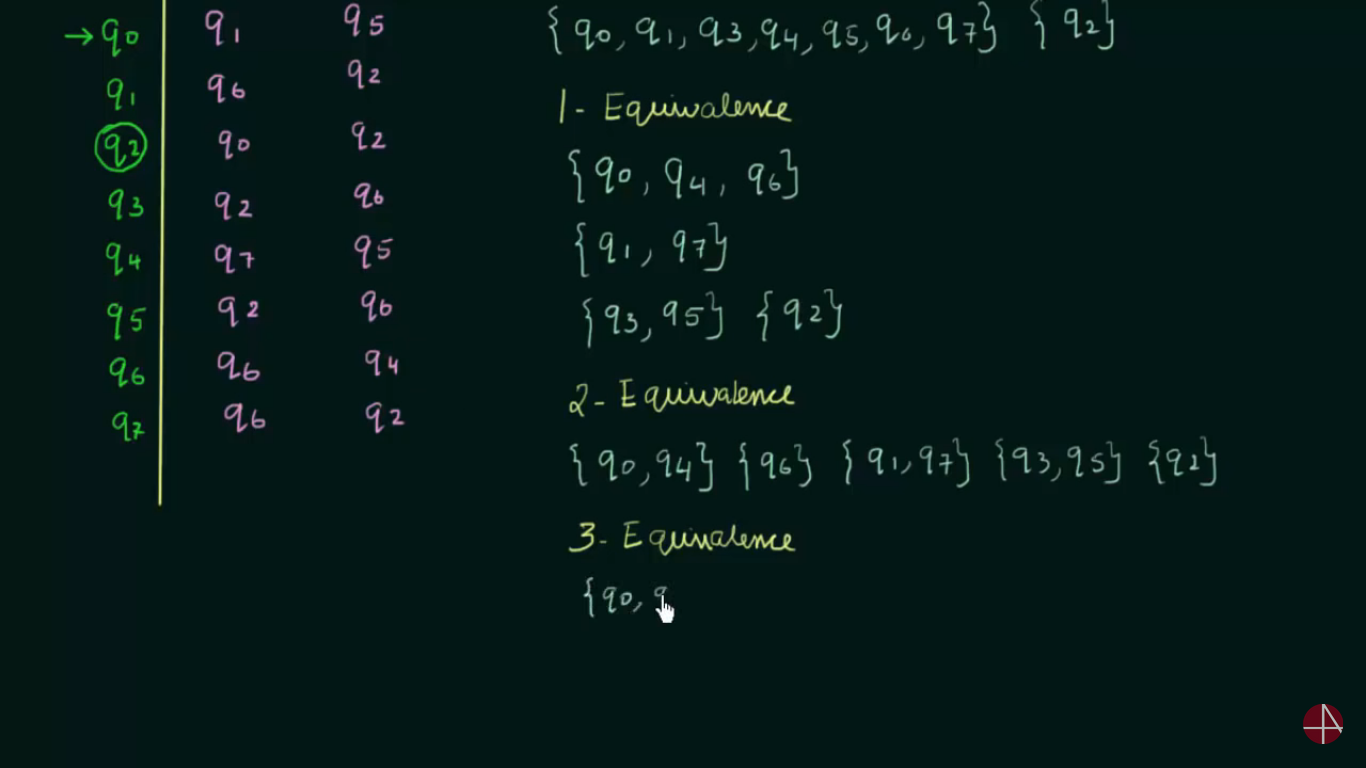 → q0 q1 q5 {q0, q1, q3, q4, q5, q6, q7} {q2}
q1 q6 q2
1- Equivalence
q2 q0 q2
{q0, q4, q6}
q3 q2 q6
q4 q7 q5 {q1, q7}
q5 q2 q6 {q3, q5} {q2}
q6 q6 q4
2- Equivalence
q7 q6 q2
{q0, q4} {q6} {q1, q7} {q3, q5} {q2}
3- Equivalence
{q0, q